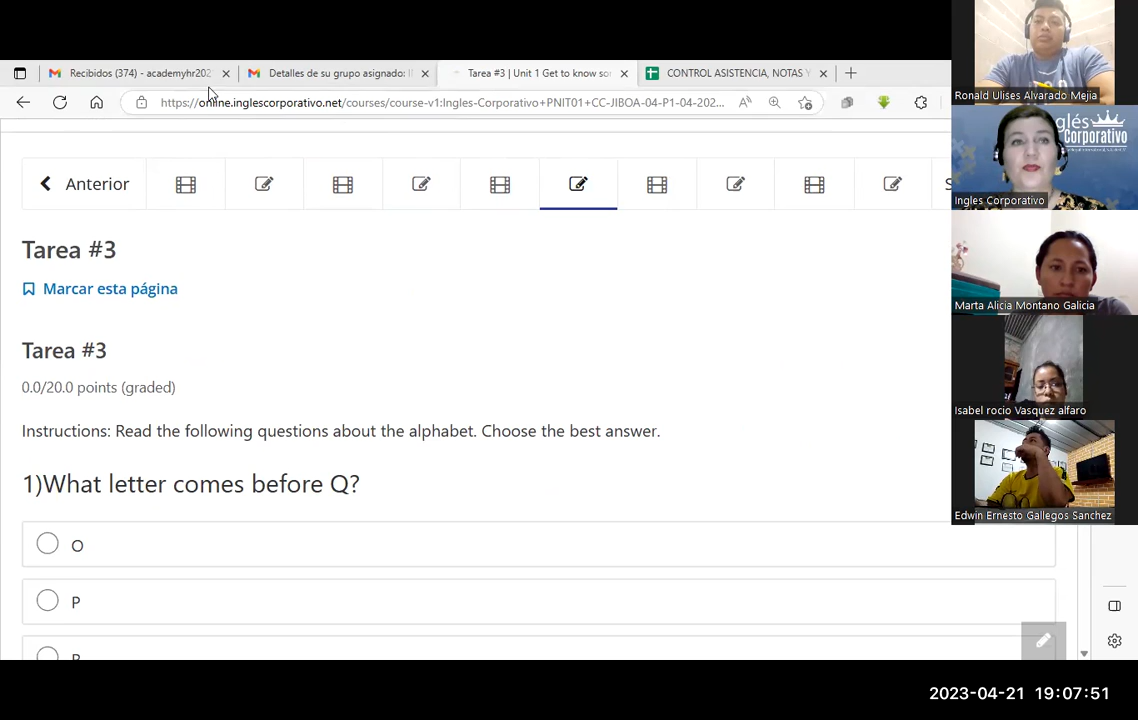 Recibidos (374) - academyhr202
Detalles de su grupo asignado: I
Tarea #3 | Unit 1 Get to know so
CONTROL ASISTENCIA, NOTAS Y
https://online.inglescorporativo.net/courses/course-v1:Ingles-Corporativo+PNIT01+CC-JIBOA-04-P1-04-202...
Anterior
Tarea #3
Marcar esta página
Tarea #3
0.0/20.0 points (graded)
Instructions: Read the following questions about the alphabet. Choose the best answer.
1)What letter comes before Q?
O
P
Ronald Ulises Alvarado Mejia
glés
Corporativo
Ingles Corporativo
Marta Alicia Montano Galicia
Isabel rocio Vasquez alfaro
Edwin Ernesto Gallegos Sanchez
2023-04-21 19:07:51